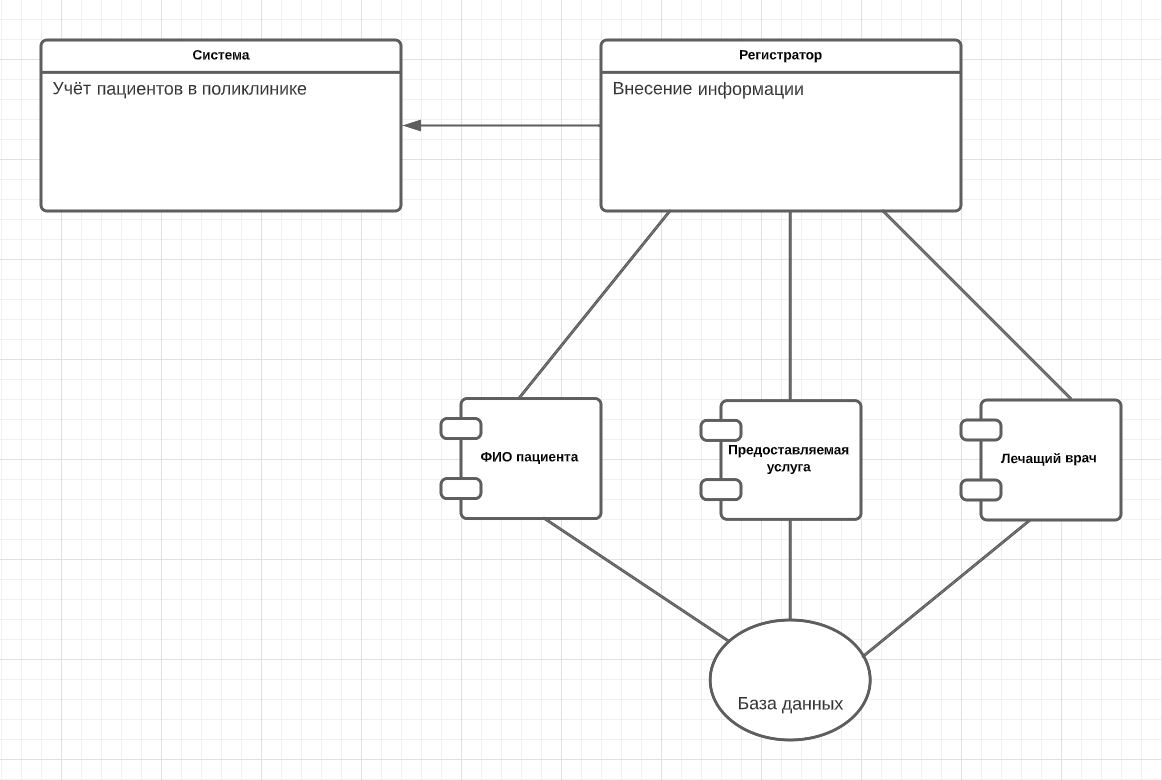 Система
Учёт пациентов в поликлинике
Регистратор
Внесение информации
ФИО пациента
Предоставляемая
услуга
Лечащий врач
База данных